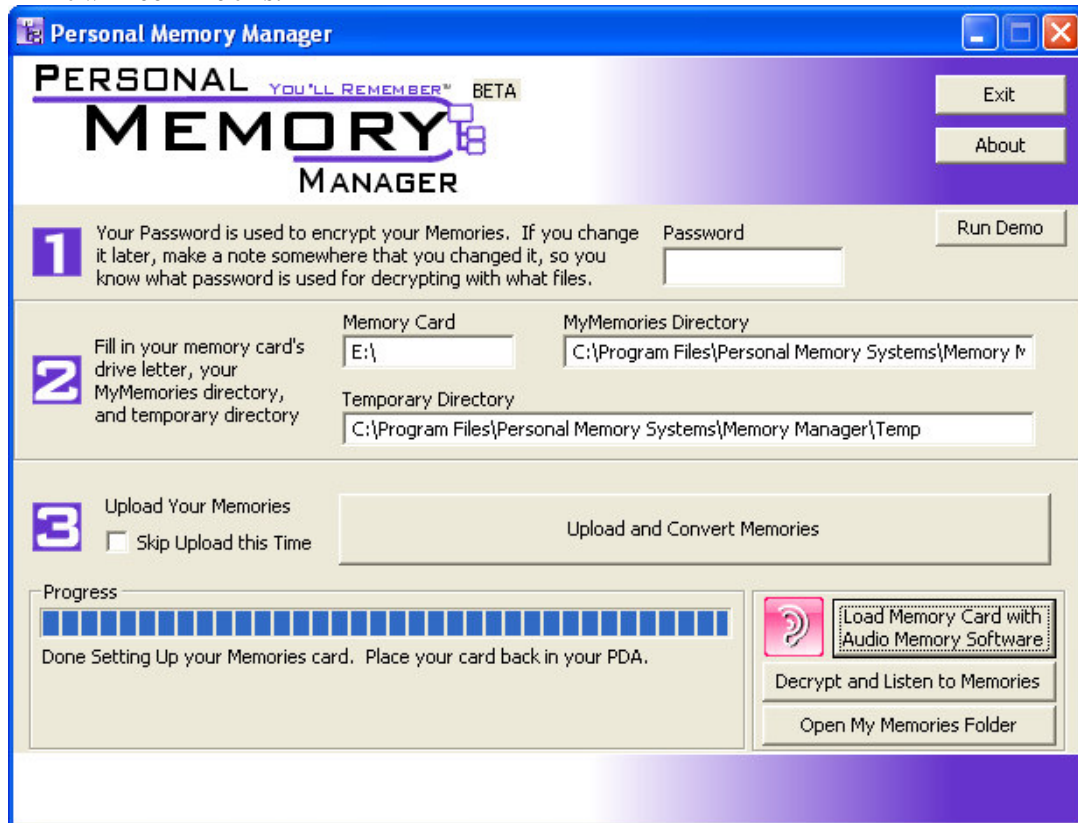 Personal Memory Manager
PERSONAL YOU'LL REMEMBER™ BETA
MEMORY
MANAGER
Exit
About
Run Demo
1
Your Password is used to encrypt your Memories. If you change
it later, make a note somewhere that you changed it, so you
know what password is used for decrypting with what files.
Password
2
Fill in your memory card's
drive letter, your
MyMemories directory,
and temporary directory
Memory Card
E:\
MyMemories Directory
C:\Program Files\Personal Memory Systems\Memory M
Temporary Directory
C:\Program Files\Personal Memory Systems\Memory Manager\Temp
3
Upload Your Memories
Skip Upload this Time
Upload and Convert Memories
Progress
Done Setting Up your Memories card. Place your card back in your PDA.
Load Memory Card with
Audio Memory Software
Decrypt and Listen to Memories
Open My Memories Folder